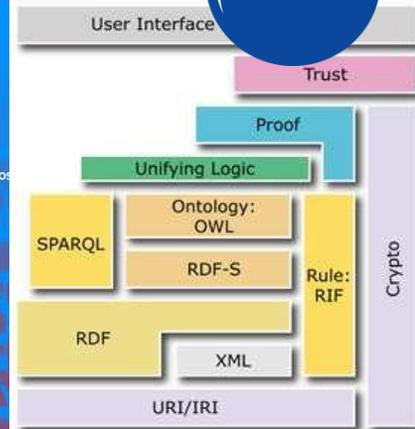 User Interface
Trust
Proof
Unifying Logic
Ontology:
OWL
SPARQL
RDF-S
Rule:
RIF
Crypto
RDF
XML
URI/IRI